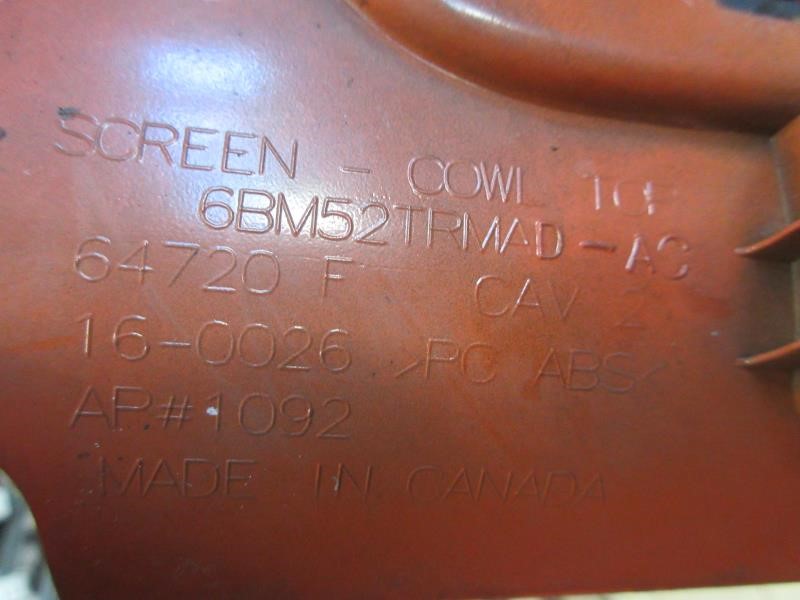 SCREEN - COWL TOP
6BM52TRMAD-AC
64720 F CAV 2
16-0026 >PC ABS<
AP.#1092
MADE IN CANADA